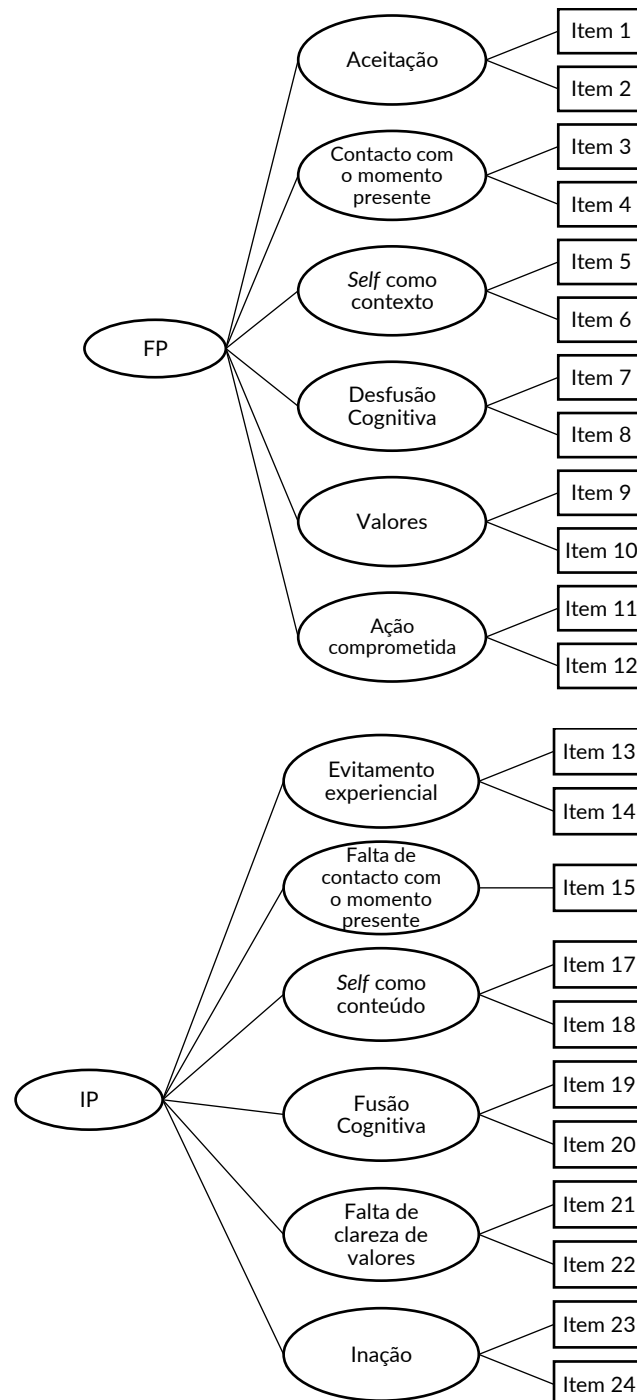 Item 1
Aceitação
Item 2
Item 3
Contacto com
o momento
presente
Item 4
Item 5
Self como
contexto
Item 6
FP
Item 7
Desfusão
Cognitiva
Item 8
Item 9
Valores
Item 10
Item 11
Ação
comprometida
Item 12
Item 13
Evitamento
experiencial
Item 14
Falta de
contacto com
o momento
presente
Item 15
Item 17
Self como
conteúdo
Item 18
IP
Item 19
Fusão
Cognitiva
Item 20
Item 21
Falta de
clareza de
valores
Item 22
Item 23
Inação
Item 24